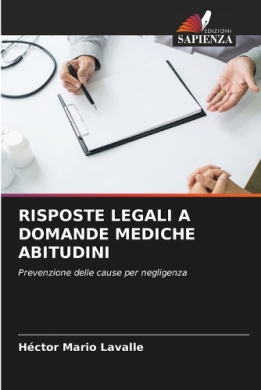 EDIZIONI
SAPIENZA
RISPOSTE LEGALI A
DOMANDE MEDICHE
ABITUDINI
Prevenzione delle cause per negligenza
Héctor Mario Lavalle